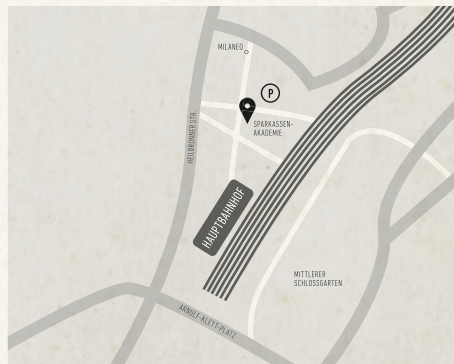 MILANEO
P
SPARKASSEN-
AKADEMIE
HEILBRONNER STR.
HAUPTBAHNHOF
MITTLERER
SCHLOSSGARTEN
ARNULF-KLETT-PLATZ